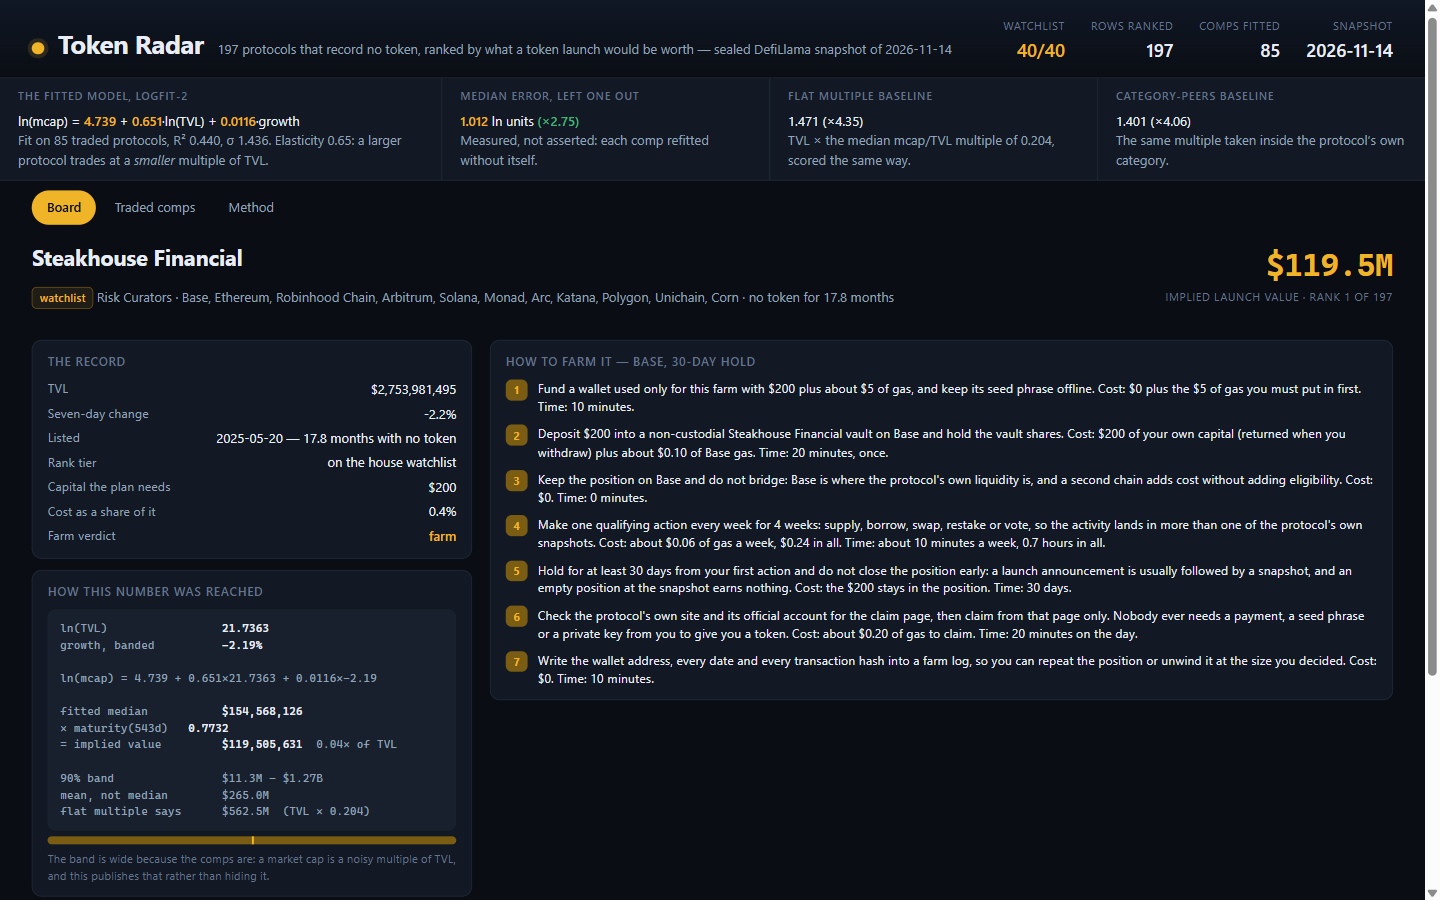 Token Radar
197 protocols that record no token, ranked by what a token launch would be worth — sealed DefiLlama snapshot of 2026-11-14
WATCHLIST
40/40
ROWS RANKED
197
COMPS FITTED
85
SNAPSHOT
2026-11-14
THE FITTED MODEL, LOGFIT-2
ln(mcap) = 4.739 + 0.651·ln(TVL) + 0.0116·growth
Fit on 85 traded protocols, R² 0.440, σ 1.436. Elasticity 0.65: a larger
protocol trades at a smaller multiple of TVL.
MEDIAN ERROR, LEFT ONE OUT
1.012 ln units (×2.75)
Measured, not asserted: each comp refitted
without itself.
FLAT MULTIPLE BASELINE
1.471 (×4.35)
TVL × the median mcap/TVL multiple of 0.204,
scored the same way.
CATEGORY-PEERS BASELINE
1.401 (×4.06)
The same multiple taken inside the protocol's own
category.
Board
Traded comps
Method
Steakhouse Financial
watchlist Risk Curators · Base, Ethereum, Robinhood Chain, Arbitrum, Solana, Monad, Arc, Katana, Polygon, Unichain, Corn · no token for 17.8 months
$119.5M
IMPLIED LAUNCH VALUE · RANK 1 OF 197
THE RECORD
TVL $2,753,981,495
Seven-day change -2.2%
Listed 2025-05-20 — 17.8 months with no token
Rank tier on the house watchlist
Capital the plan needs $200
Cost as a share of it 0.4%
Farm verdict farm
HOW THIS NUMBER WAS REACHED
ln(TVL) 21.7363
growth, banded −2.19%
ln(mcap) = 4.739 + 0.651×21.7363 + 0.0116×−2.19
fitted median $154,568,126
× maturity(543d) 0.7732
= implied value $119,505,631 0.04× of TVL
90% band $11.3M – $1.27B
mean, not median $265.0M
flat multiple says $562.5M (TVL × 0.204)
The band is wide because the comps are: a market cap is a noisy multiple of TVL,
and this publishes that rather than hiding it.
HOW TO FARM IT — BASE, 30-DAY HOLD
1 Fund a wallet used only for this farm with $200 plus about $5 of gas, and keep its seed phrase offline. Cost: $0 plus the $5 of gas you must put in first.
Time: 10 minutes.
2 Deposit $200 into a non-custodial Steakhouse Financial vault on Base and hold the vault shares. Cost: $200 of your own capital (returned when you
withdraw) plus about $0.10 of Base gas. Time: 20 minutes, once.
3 Keep the position on Base and do not bridge: Base is where the protocol's own liquidity is, and a second chain adds cost without adding eligibility. Cost:
$0. Time: 0 minutes.
4 Make one qualifying action every week for 4 weeks: supply, borrow, swap, restake or vote, so the activity lands in more than one of the protocol's own
snapshots. Cost: about $0.06 of gas a week, $0.24 in all. Time: about 10 minutes a week, 0.7 hours in all.
5 Hold for at least 30 days from your first action and do not close the position early: a launch announcement is usually followed by a snapshot, and an
empty position at the snapshot earns nothing. Cost: the $200 stays in the position. Time: 30 days.
6 Check the protocol's own site and its official account for the claim page, then claim from that page only. Nobody ever needs a payment, a seed phrase
or a private key from you to give you a token. Cost: about $0.20 of gas to claim. Time: 20 minutes on the day.
7 Write the wallet address, every date and every transaction hash into a farm log, so you can repeat the position or unwind it at the size you decided. Cost:
$0. Time: 10 minutes.